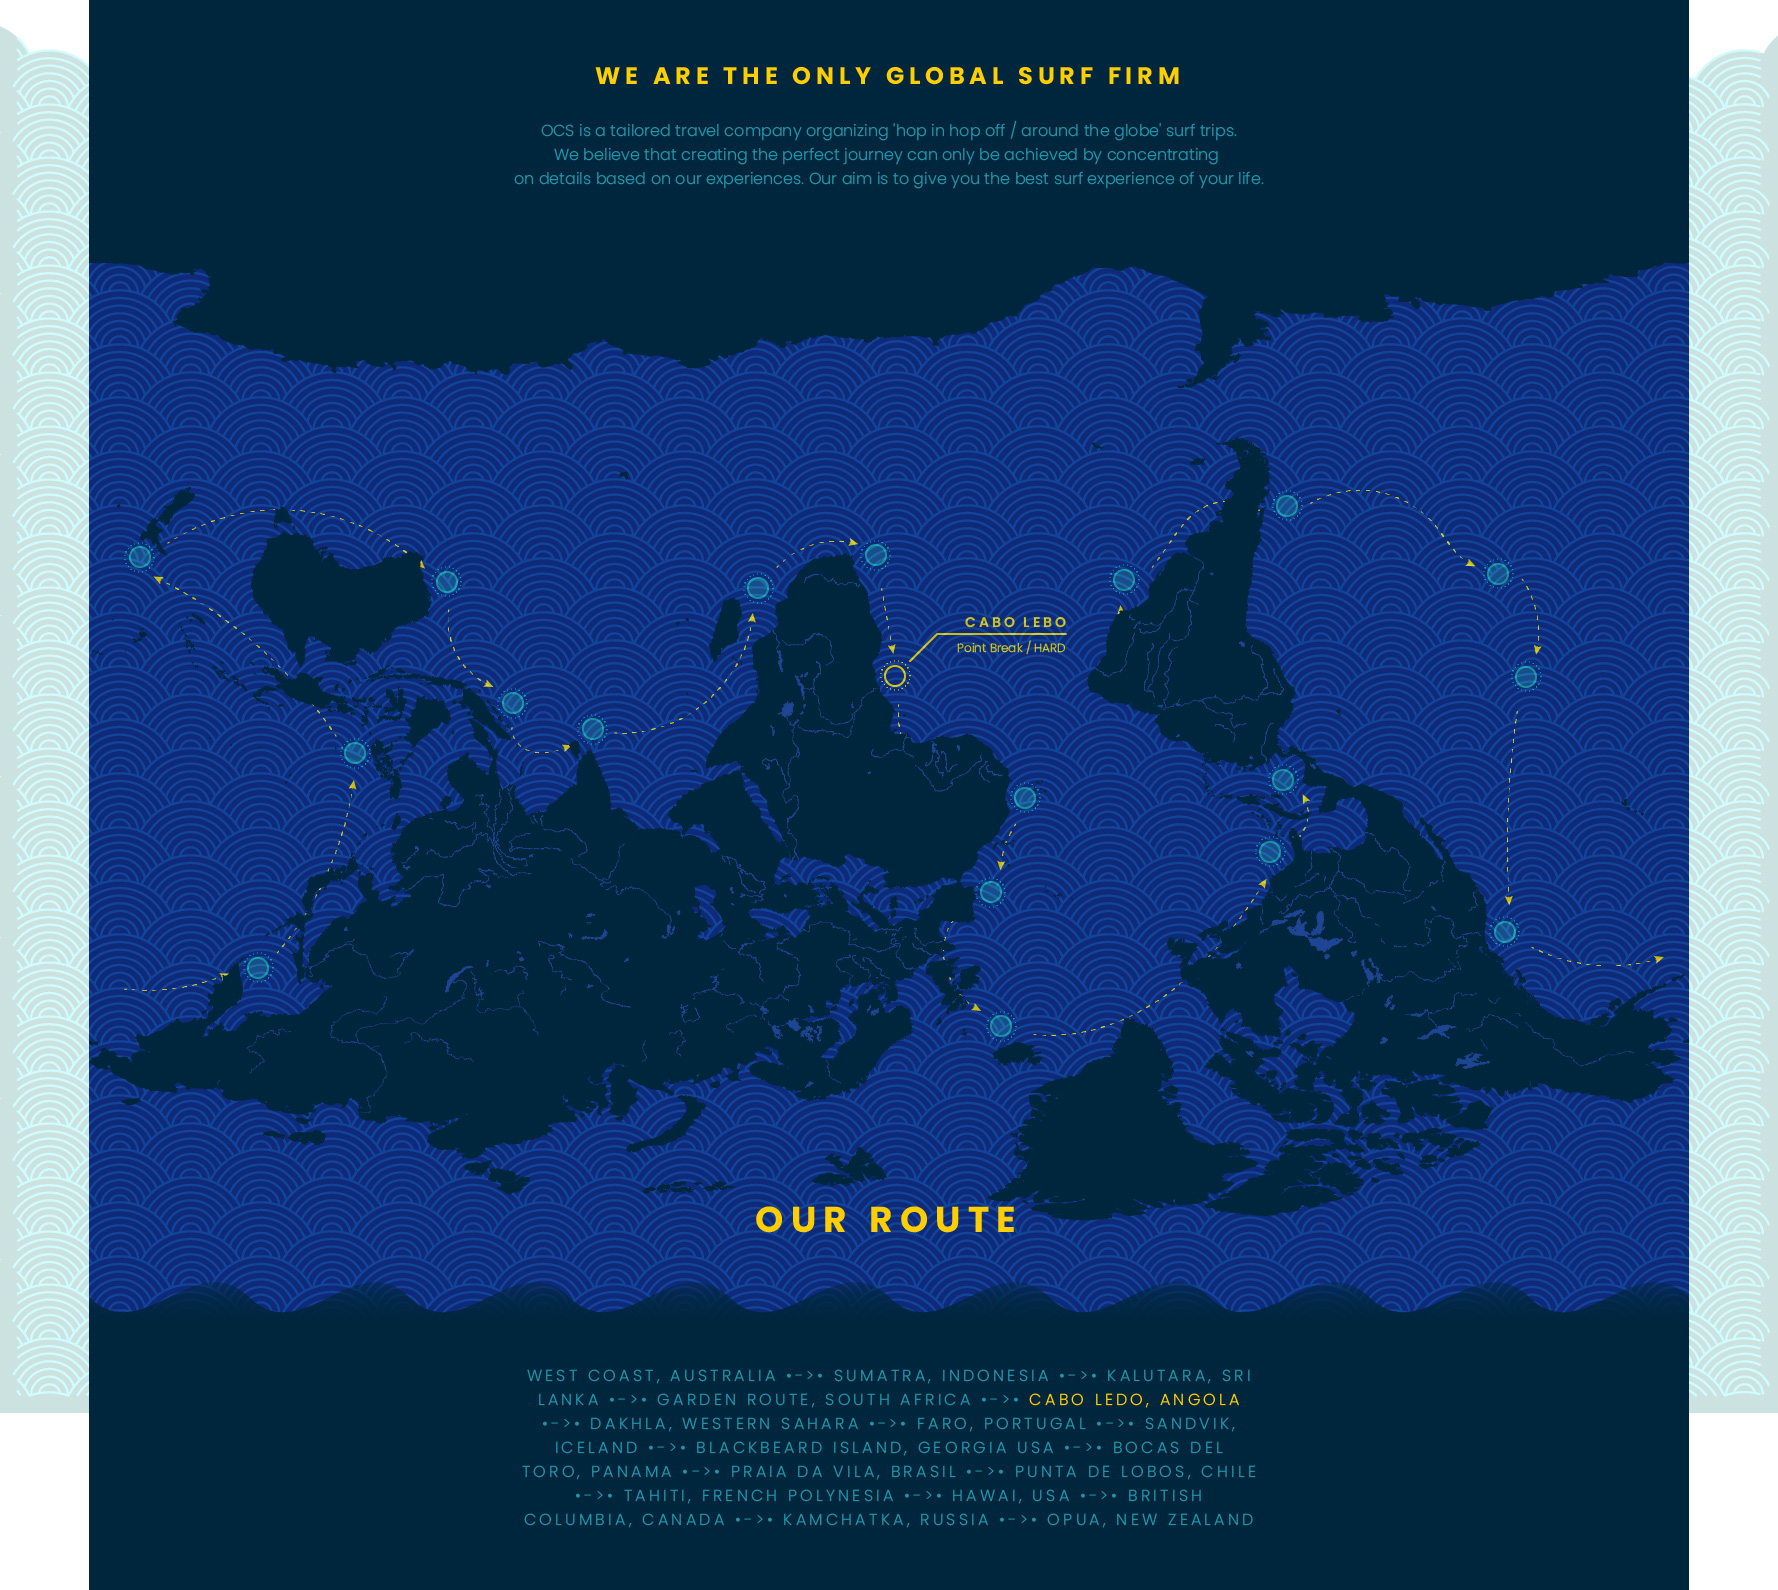 WE ARE THE ONLY GLOBAL SURF FIRM
OCS is a tailored travel company organizing 'hop in hop off / around the globe' surf trips.
We believe that creating the perfect journey can only be achieved by concentrating
on details based on our experiences. Our aim is to give you the best surf experience of your life.
CABO LEBO
Point Break / HARD
OUR ROUTE
WEST COAST, AUSTRALIA •->• SUMATRA, INDONESIA •->• KALUTARA, SRI
LANKA •->• GARDEN ROUTE, SOUTH AFRICA •->• CABO LEDO, ANGOLA
•->• DAKHLA, WESTERN SAHARA •->• FARO, PORTUGAL •->• SANDVIK,
ICELAND •->• BLACKBEARD ISLAND, GEORGIA USA •->• BOCAS DEL
TORO, PANAMA •->• PRAIA DA VILA, BRASIL •->• PUNTA DE LOBOS, CHILE
•->• TAHITI, FRENCH POLYNESIA •->• HAWAI, USA •->• BRITISH
COLUMBIA, CANADA •->• KAMCHATKA, RUSSIA •->• OPUA, NEW ZEALAND